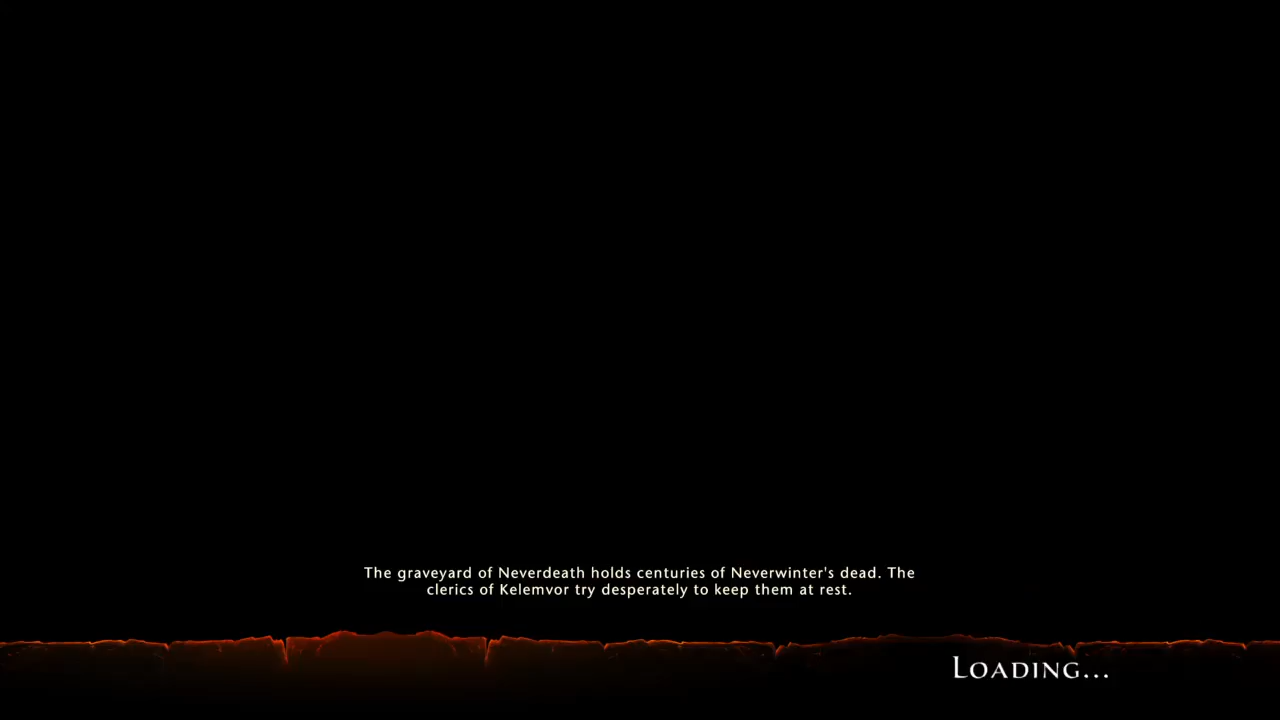 The graveyard of Neverdeath holds centuries of Neverwinter's dead. The
clerics of Kelemvor try desperately to keep them at rest.
Loading...